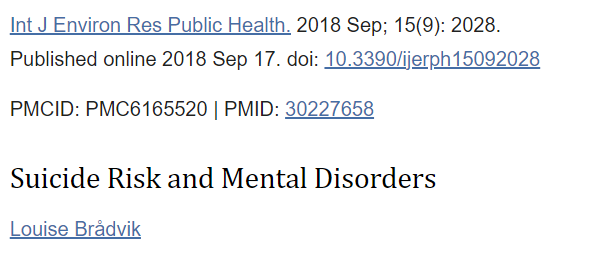 Int J Environ Res Public Health. 2018 Sep; 15(9): 2028.
Published online 2018 Sep 17. doi: 10.3390/ijerph15092028
PMCID: PMC6165520 | PMID: 30227658
Suicide Risk and Mental Disorders
Louise Brådvik